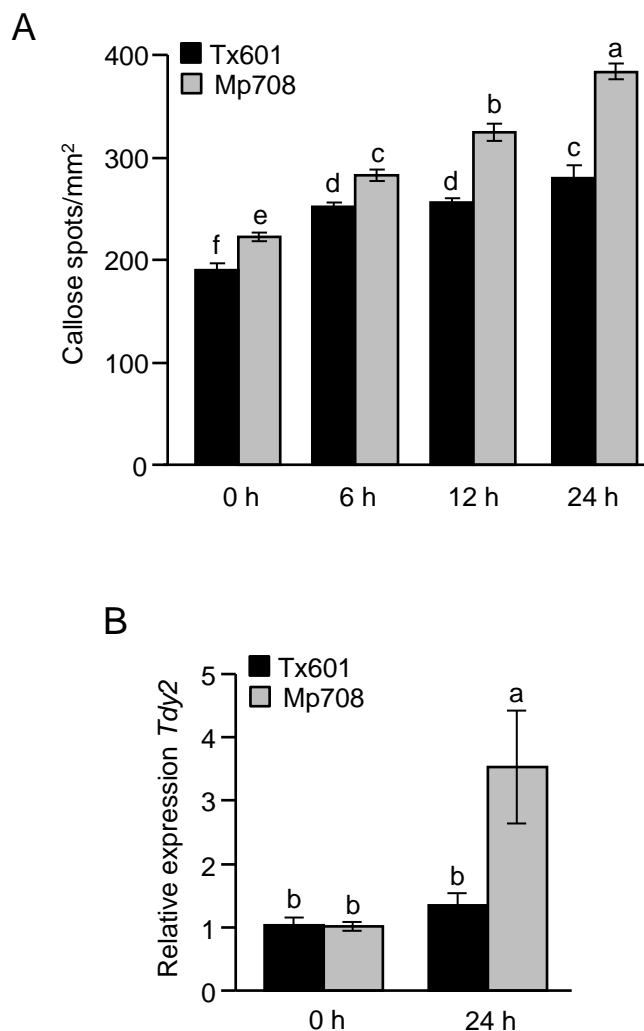 A
Tx601
Mp708
400
300
200
100
0
Callose spots/mm²
f
e
d
c
d
b
c
a
0 h
6 h
12 h
24 h
B
Tx601
Mp708
5
4
3
2
1
0
Relative expression Tdy2
b
b
b
a
0 h
24 h